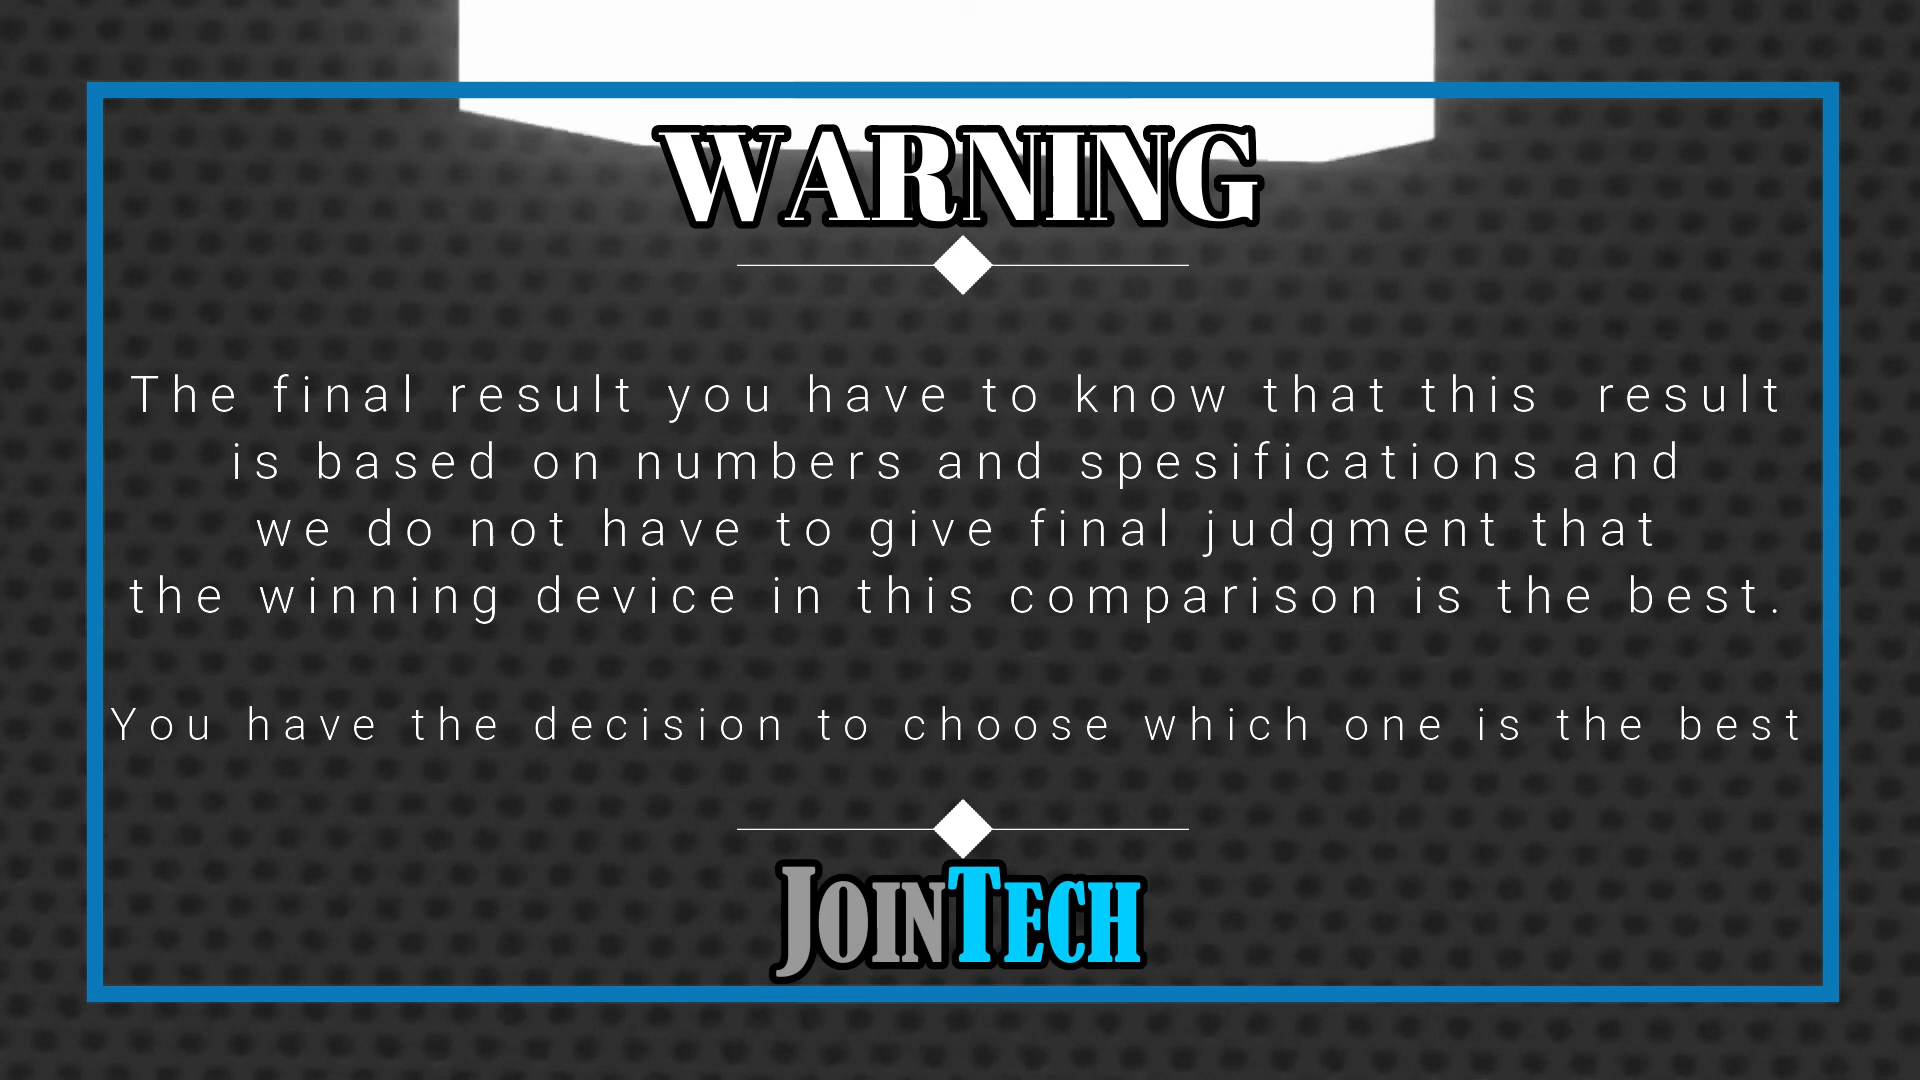 WARNING
The final result you have to know that this result
is based on numbers and spesifications and
we do not have to give final judgment that
the winning device in this comparison is the best.
You have the decision to choose which one is the best
JOINTECH